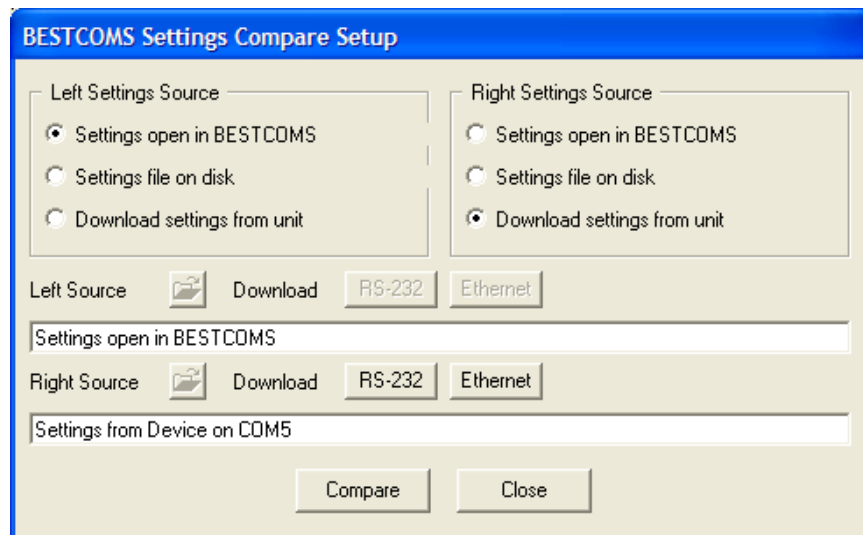 BESTCOMS Settings Compare Setup
Left Settings Source
Settings open in BESTCOMS
Settings file on disk
Download settings from unit
Right Settings Source
Settings open in BESTCOMS
Settings file on disk
Download settings from unit
Left Source Download RS-232 Ethernet
Settings open in BESTCOMS
Right Source Download RS-232 Ethernet
Settings from Device on COM5
Compare Close